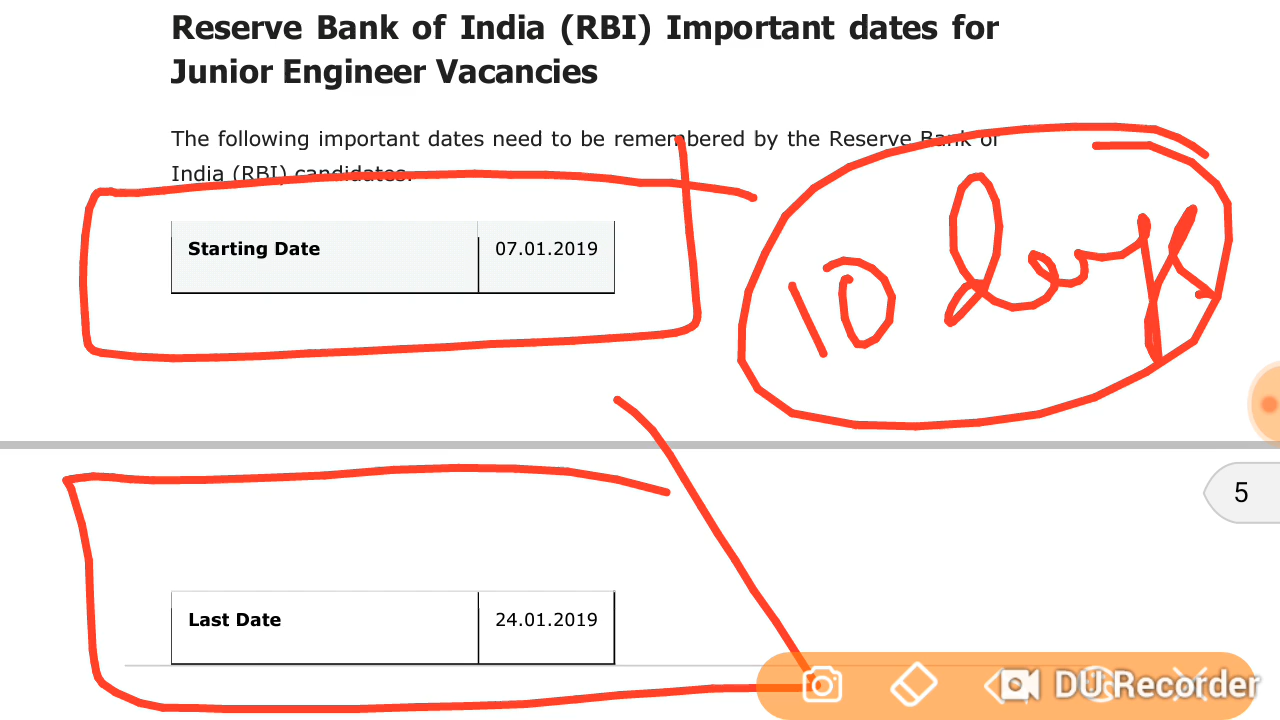 Reserve Bank of India (RBI) Important dates for
Junior Engineer Vacancies
The following important dates need to be remembered by the Reserve Bank of
India (RBI) candidates.
Starting Date 07.01.2019
10 days
5
Last Date 24.01.2019
DU Recorder